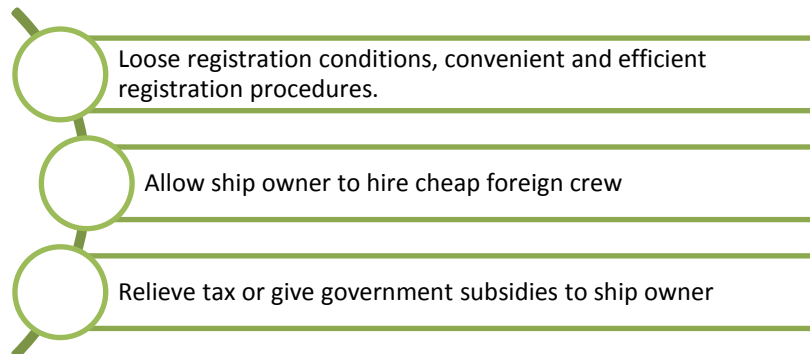 Loose registration conditions, convenient and efficient
registration procedures.
Allow ship owner to hire cheap foreign crew
Relieve tax or give government subsidies to ship owner